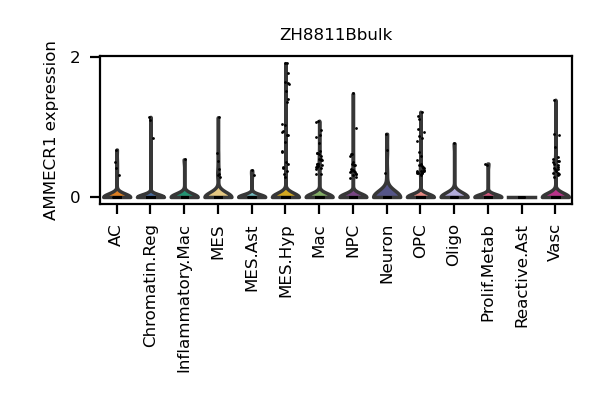 ZH8811Bbulk
AMMECR1 expression
2
0
AC
Chromatin.Reg
Inflammatory.Mac
MES
MES.Ast
MES.Hyp
Mac
NPC
Neuron
OPC
Oligo
Prolif.Metab
Reactive.Ast
Vasc